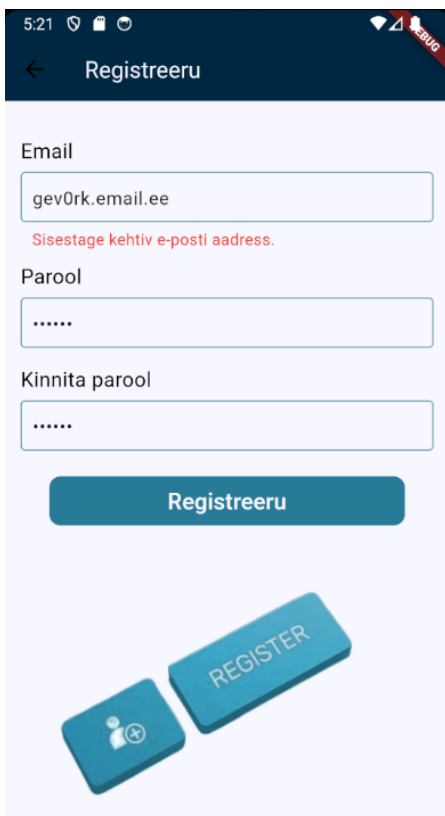 5:21
DEBUG
Registreeru
Email
gev0rk.email.ee
Sisestage kehtiv e-posti aadress.
Parool
••••••
Kinnita parool
••••••
Registreeru
REGISTER